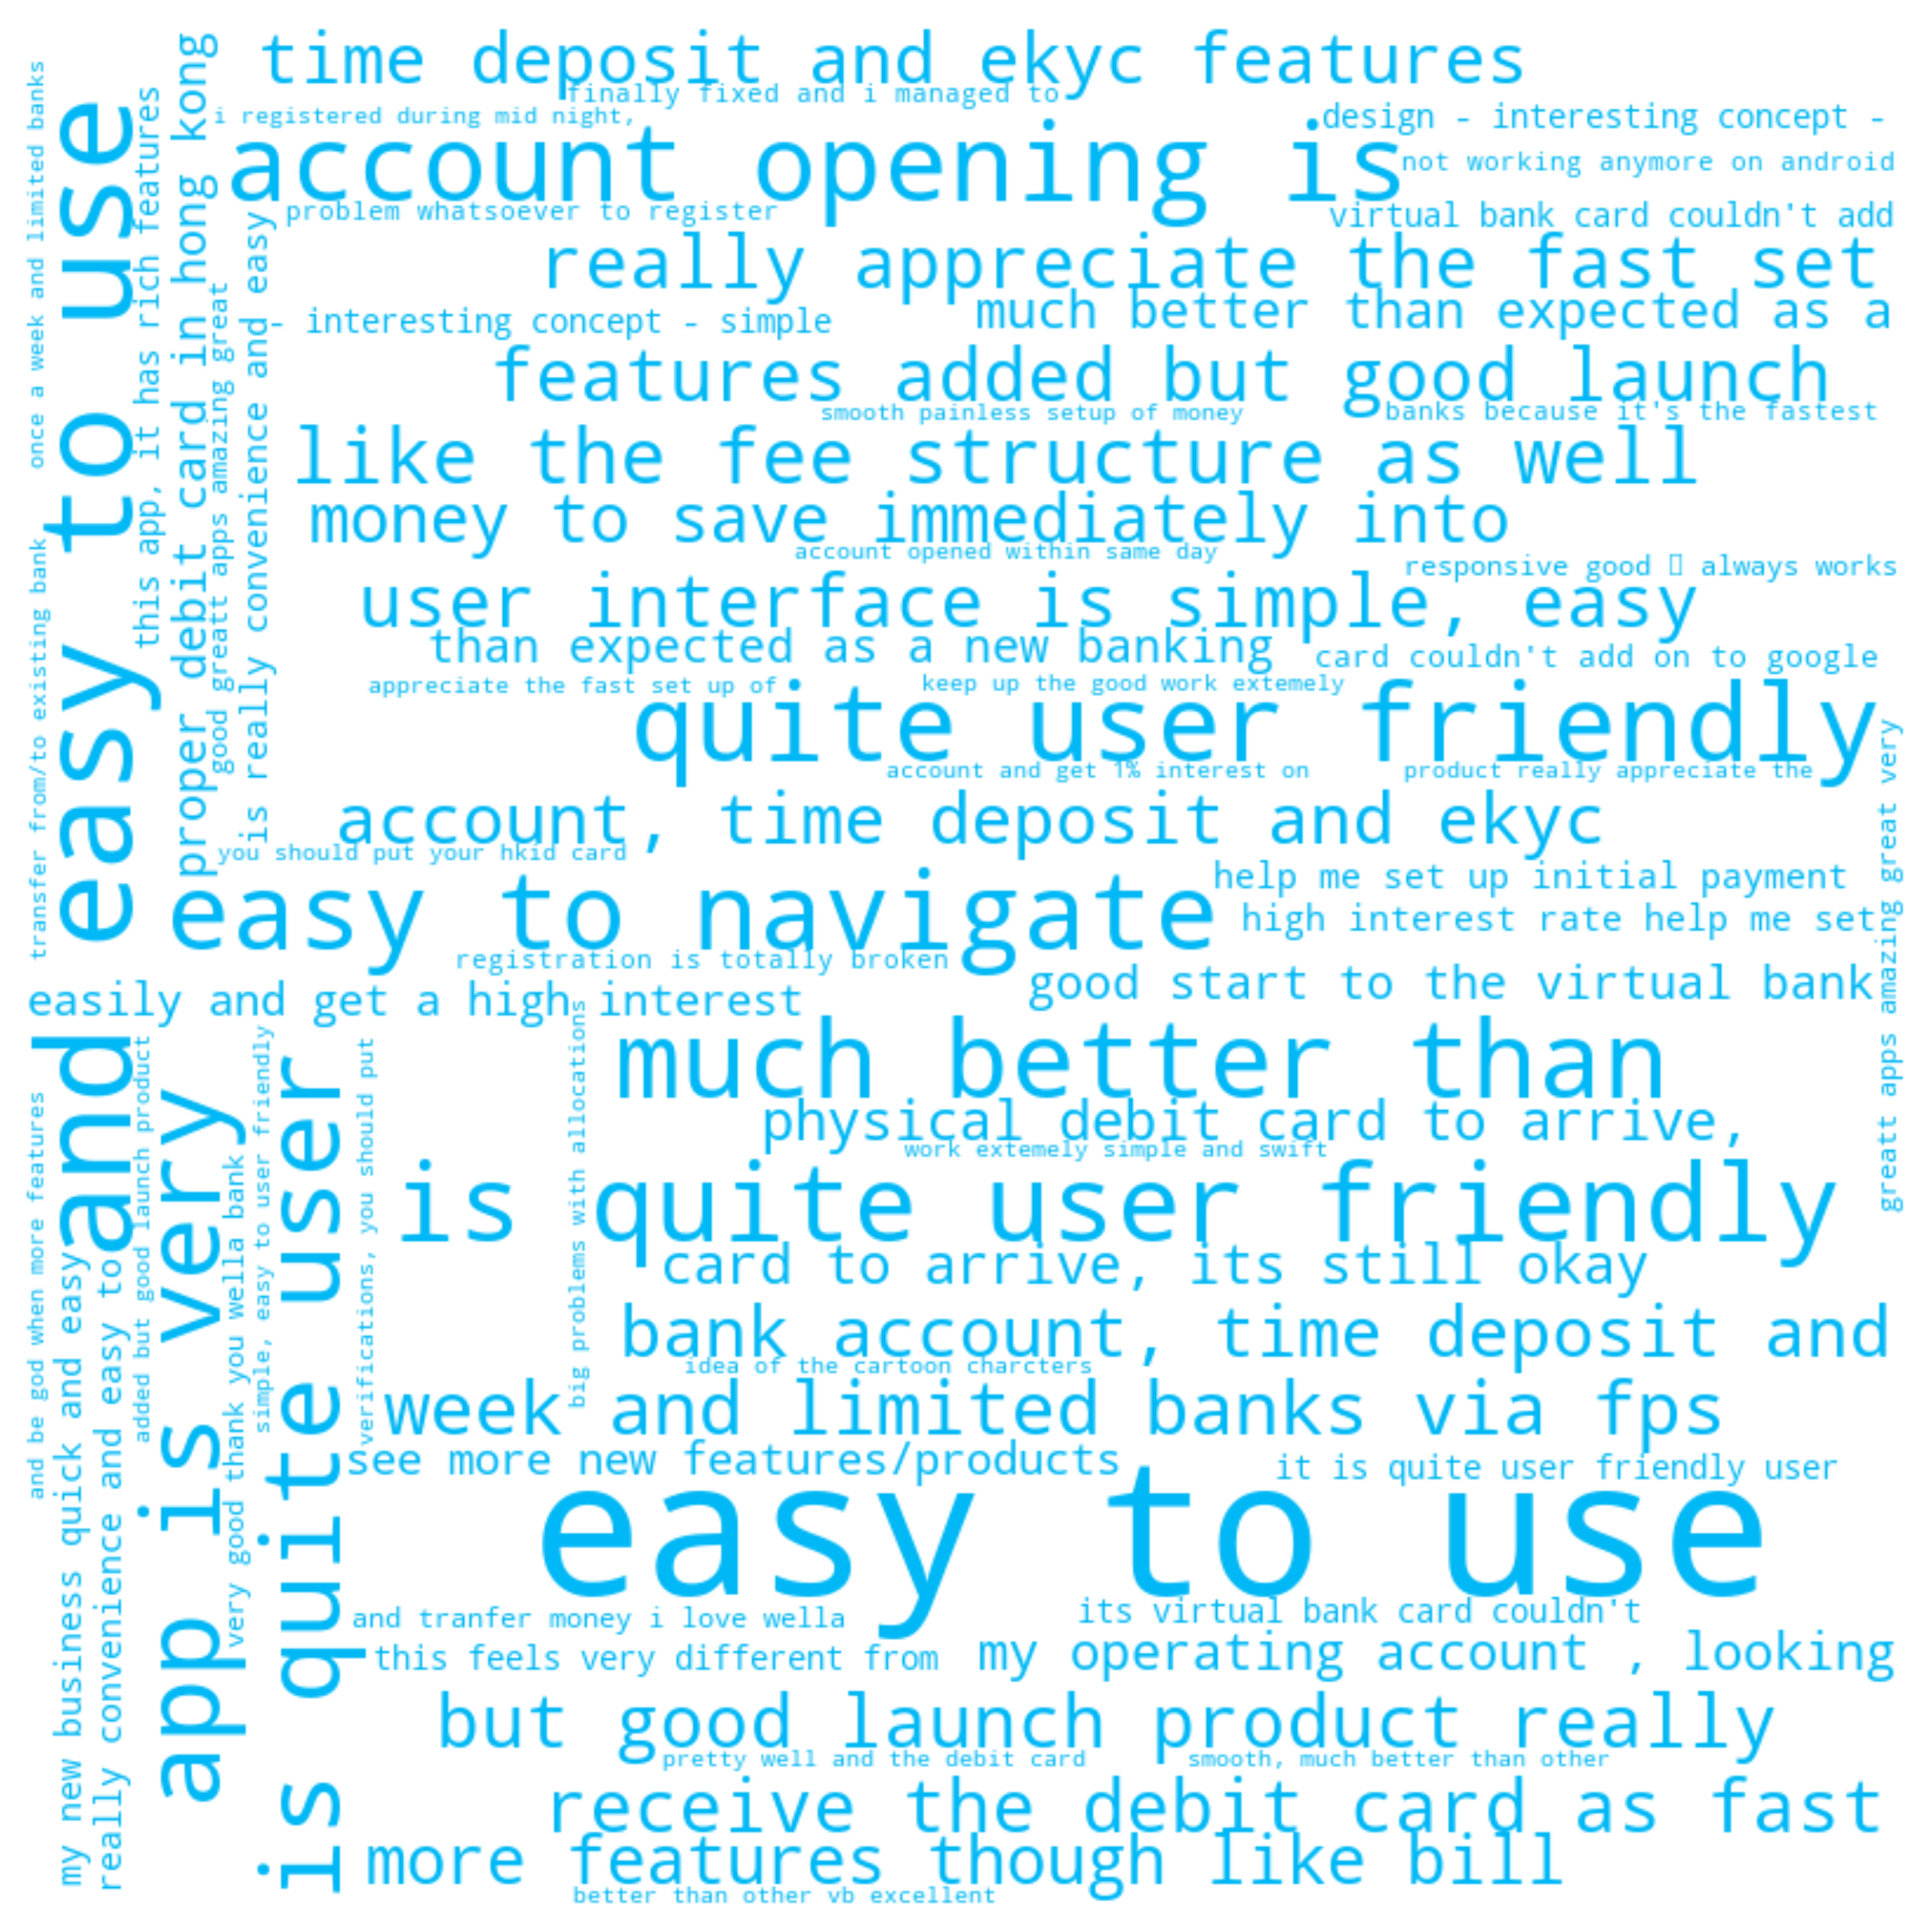 time deposit and ekyc features
finally fixed and i managed to
i registered during mid night,
design - interesting concept -
account opening is
not working anymore on android
problem whatsoever to register
virtual bank card couldn't add
really appreciate the fast set
much better than expected as a
- interesting concept - simple
features added but good launch
smooth painless setup of money
banks because it's the fastest
like the fee structure as well
money to save immediately into
account opened within same day
responsive good ▯ always works
user interface is simple, easy
than expected as a new banking
card couldn't add on to google
appreciate the fast set up of
keep up the good work extemely
quite user friendly
account and get 1% interest on
product really appreciate the
account, time deposit and ekyc
you should put your hkid card
easy to navigate
help me set up initial payment
high interest rate help me set
registration is totally broken
good start to the virtual bank
easily and get a high interest
much better than
physical debit card to arrive,
work extemely simple and swift
is quite user friendly
card to arrive, its still okay
bank account, time deposit and
idea of the cartoon charcters
week and limited banks via fps
see more new features/products
it is quite user friendly user
easy to use
and tranfer money i love wella
its virtual bank card couldn't
this feels very different from
my operating account , looking
but good launch product really
pretty well and the debit card
smooth, much better than other
receive the debit card as fast
more features though like bill
better than other vb excellent
once a week and limited banks
transfer from/to existing bank
and easy to use
this app, it has rich features
proper debit card in hong kong
good greatt apps amazing great
is really convenience and easy
greatt apps amazing great very
and be god when more features
my new business quick and easy
really convenience and easy to
added but good launch product
app is very
very good thank you wella bank
simple, easy to user friendly
is quite user
verifications, you should put
big problems with allocations